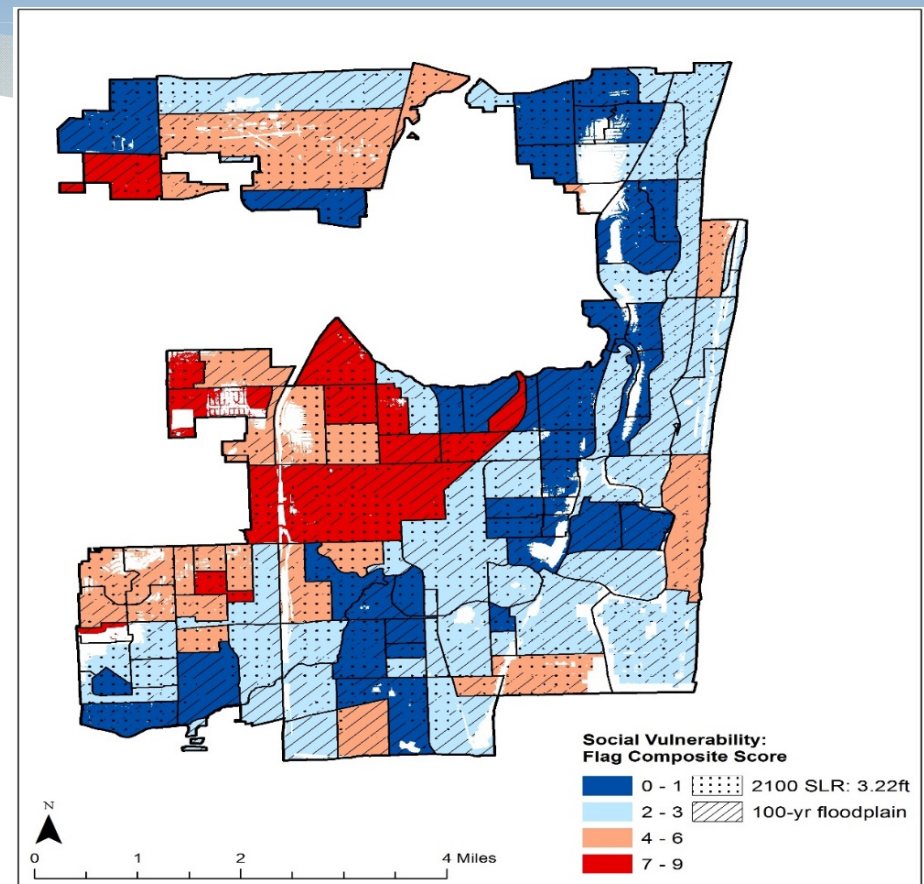 Social Vulnerability:
Flag Composite Score
0 - 1 2100 SLR: 3.22ft
2 - 3 100-yr floodplain
4 - 6
7 - 9
N
0 1 2 4 Miles